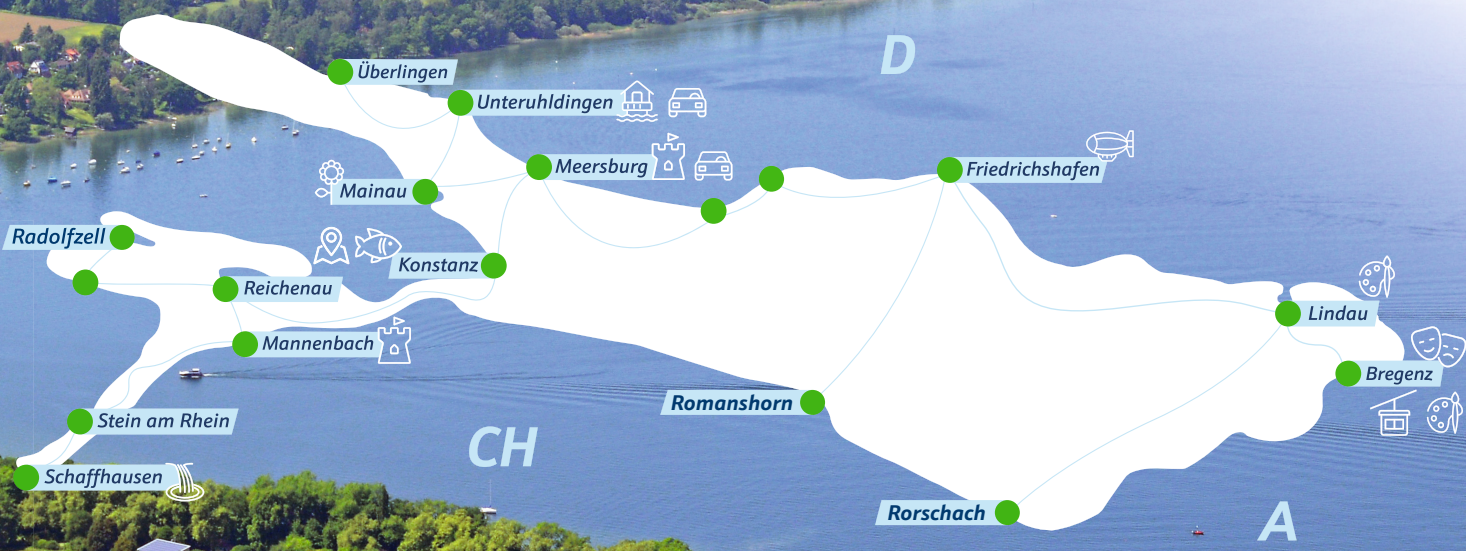 D
Überlingen
Unteruhldingen
Meersburg
Friedrichshafen
Mainau
Radolfzell
Konstanz
Reichenau
Lindau
Mannenbach
Bregenz
Romanshorn
Stein am Rhein
CH
Schaffhausen
Rorschach
A